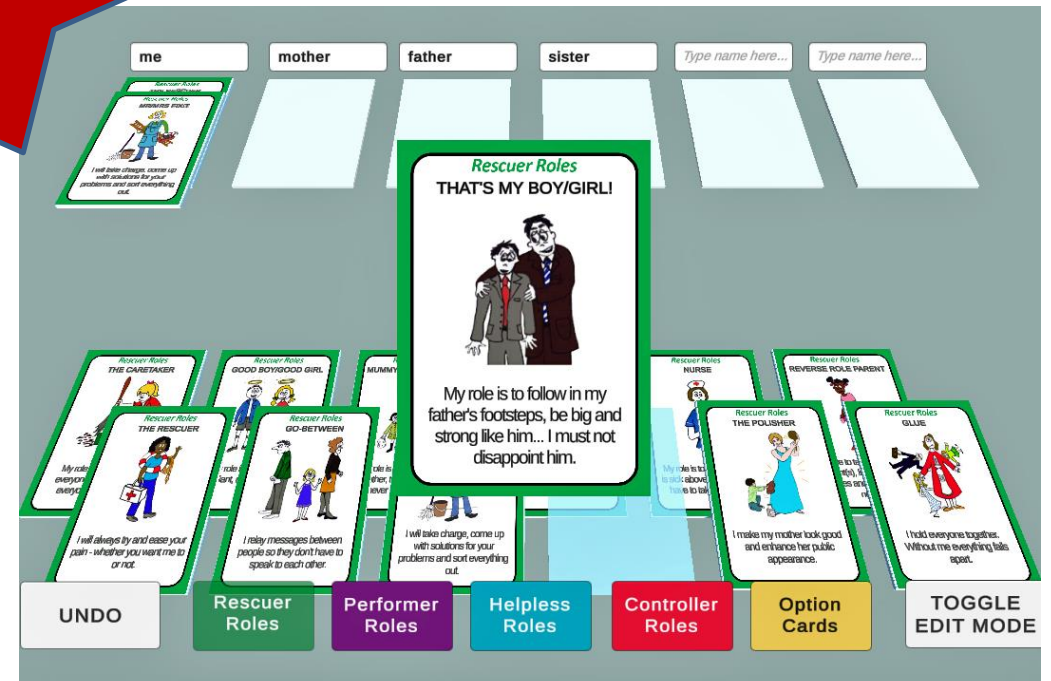 me
mother
father
sister
Type name here...
Type name here...
Rescuer Roles
Rescuer Roles
I will take charge, come up
with solutions for your
problems and sort everything
out.
Rescuer Roles
THAT'S MY BOY/GIRL!
My role is to follow in my
father's footsteps, be big and
strong like him... I must not
disappoint him.
Rescuer Roles
THE CARETAKER
Rescuer Roles
GOOD BOY/GOOD GIRL
MUMMY
Rescuer Roles
NURSE
Rescuer Roles
REVERSE ROLE PARENT
Rescuer Roles
THE RESCUER
I will always try and ease your
pain - whether you want me to
or not.
Rescuer Roles
GO-BETWEEN
I relay messages between
people so they don't have to
speak to each other.
I will take charge, come up
with solutions for your
problems and sort everything
out.
Rescuer Roles
THE POLISHER
I make my mother look good
and enhance her public
appearance.
Rescuer Roles
GLUE
I hold everyone together.
Without me everything falls
apart.
UNDO
Rescuer
Roles
Performer
Roles
Helpless
Roles
Controller
Roles
Option
Cards
TOGGLE
EDIT MODE